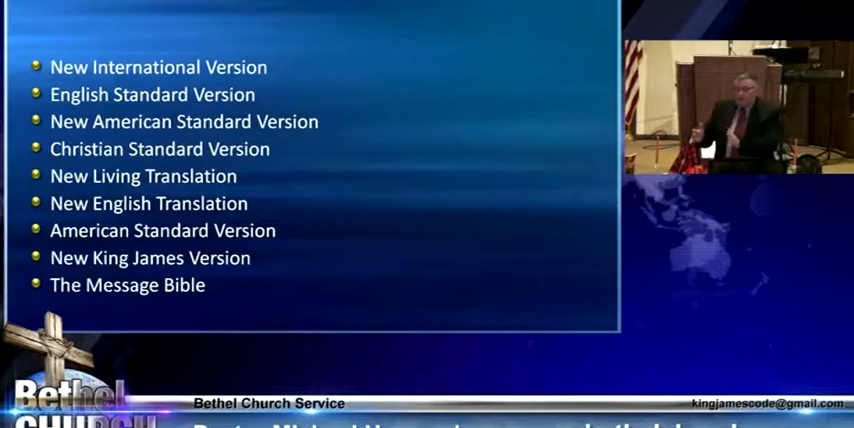 New International Version
English Standard Version
New American Standard Version
Christian Standard Version
New Living Translation
New English Translation
American Standard Version
New King James Version
The Message Bible
Bethel
CHURCH
Bethel Church Service
kingjamescode@gmail.com